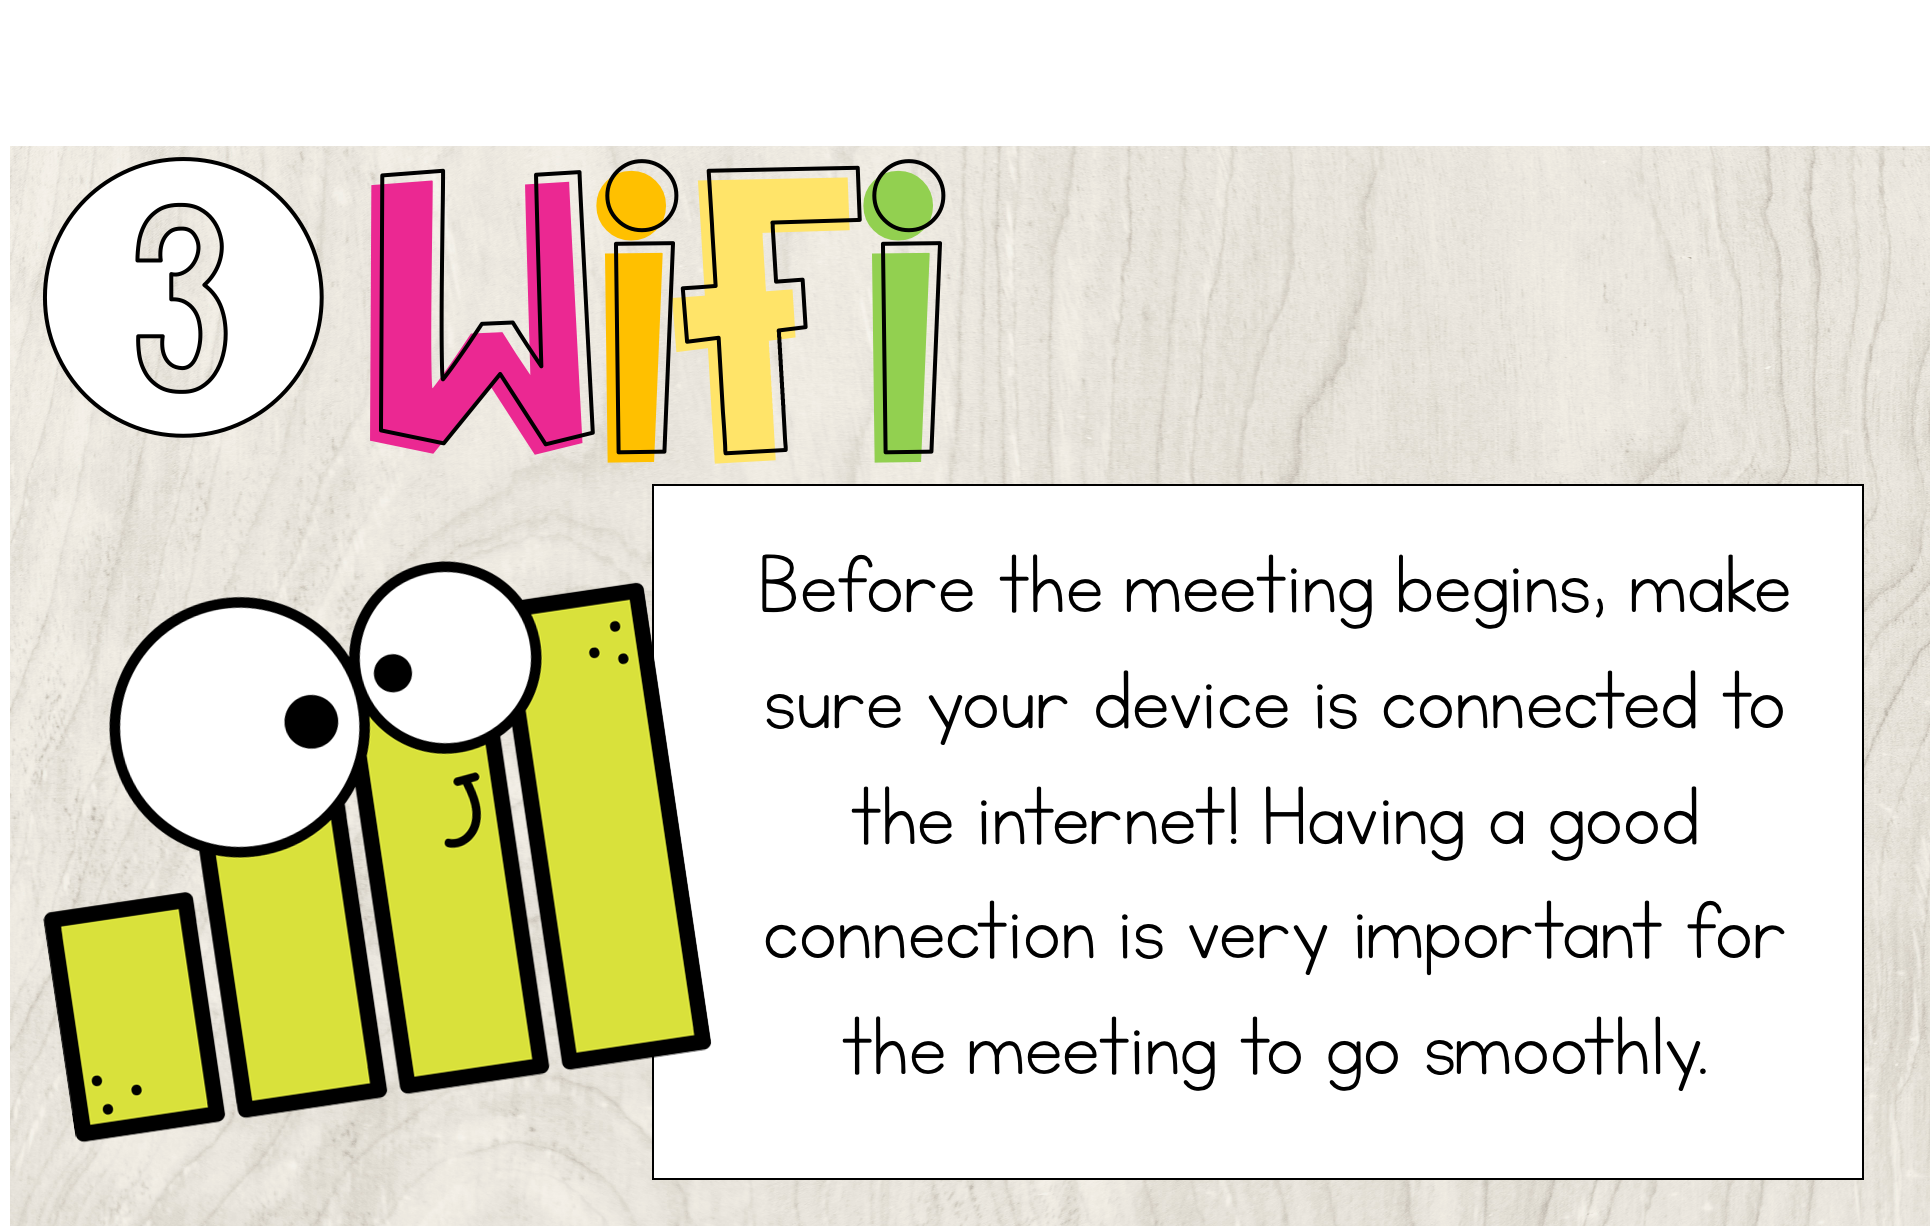 3 WiFi
Before the meeting begins, make
sure your device is connected to
the internet! Having a good
connection is very important for
the meeting to go smoothly.